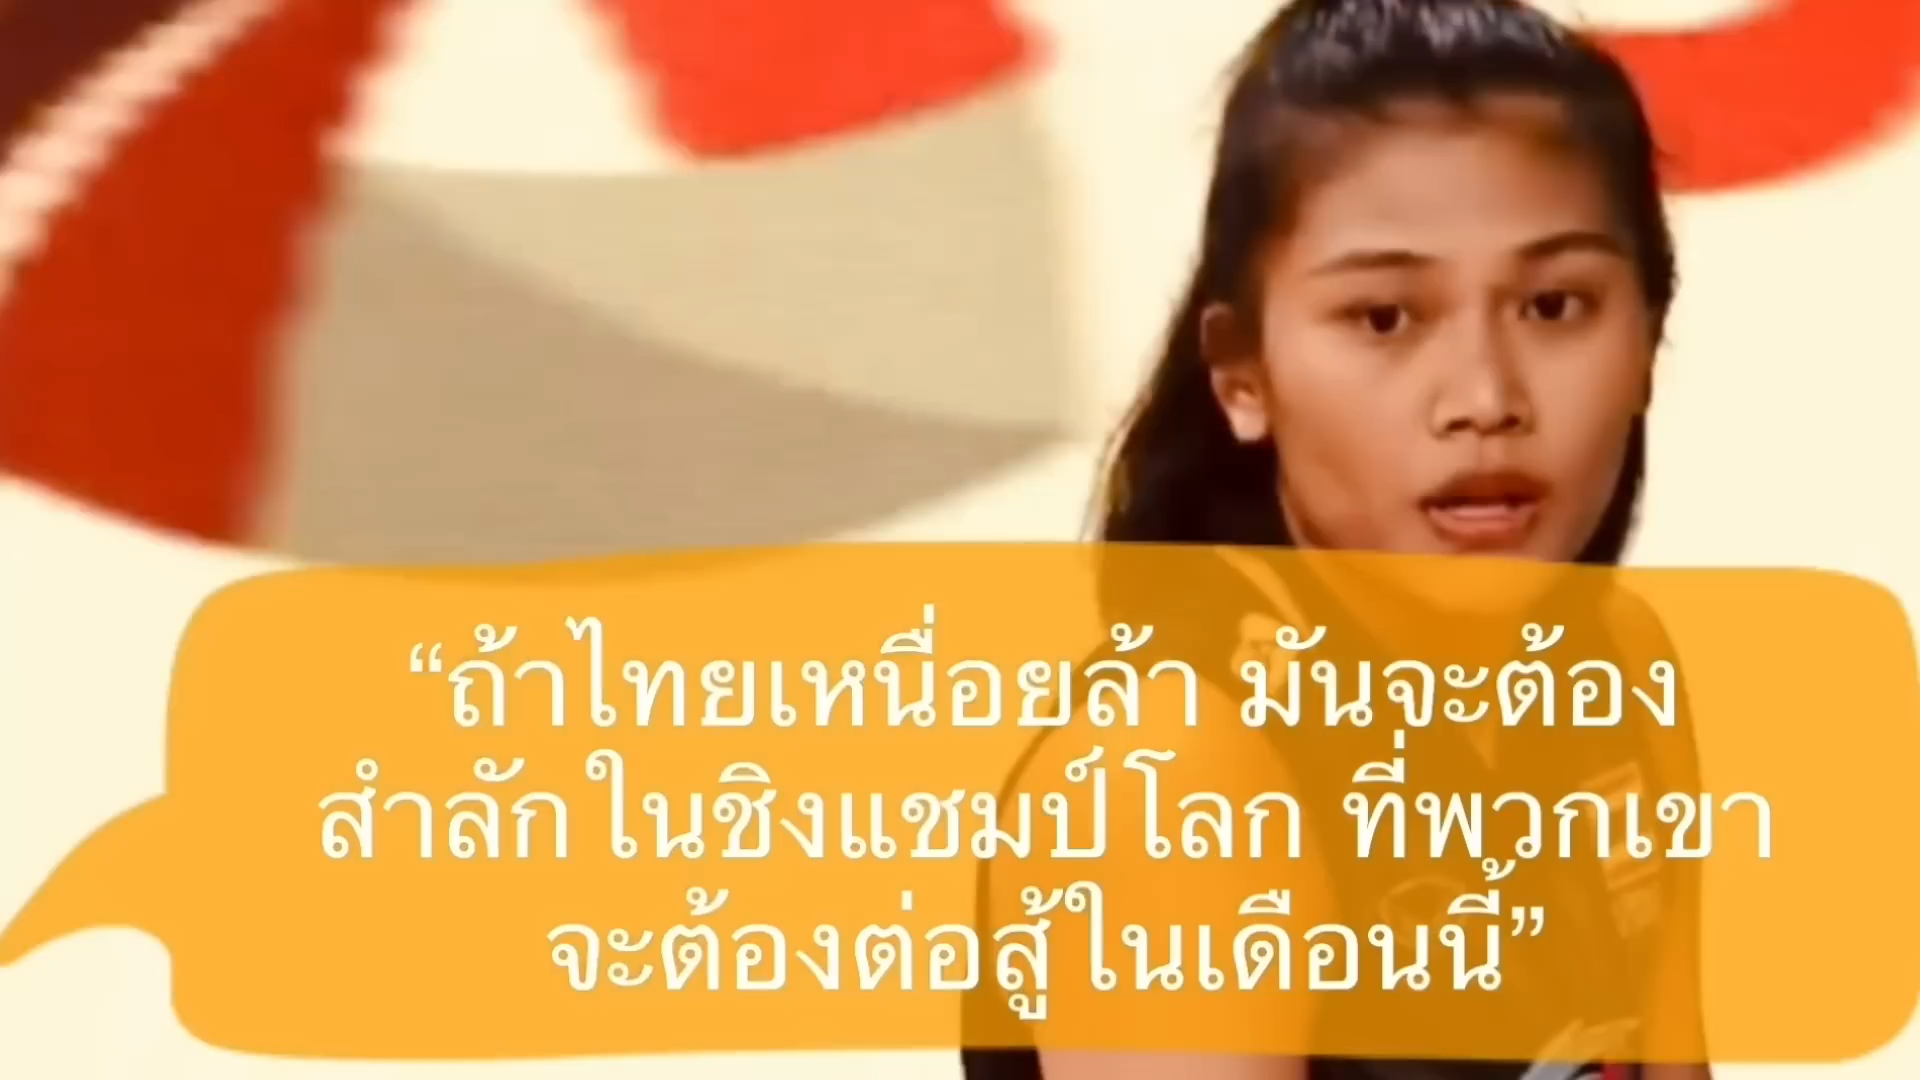 “ถ้าไทยเหนื่อยล้า มันจะต้อง
สำลักในชิงแชมป์โลก ที่พวกเขา
จะต้องต่อสู้ในเดือนนี้”